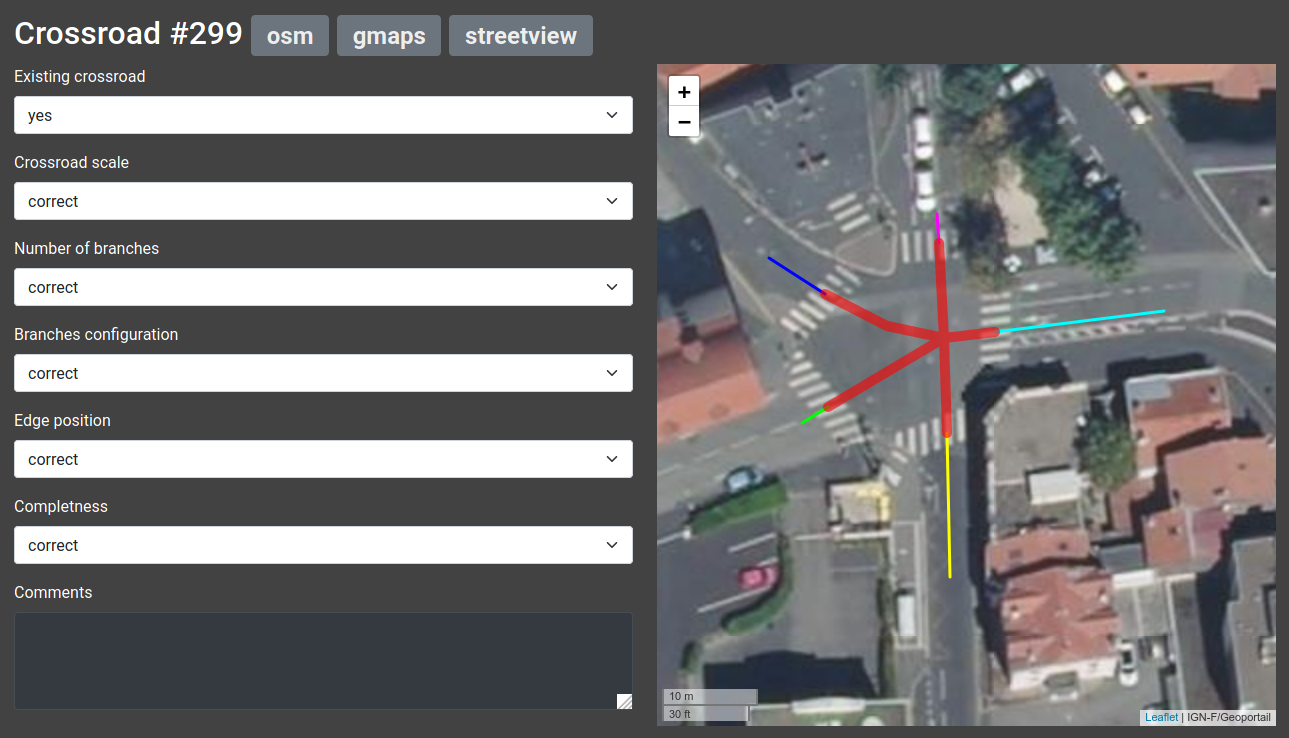 Crossroad #299 osm gmaps streetview
Existing crossroad
yes
Crossroad scale
correct
Number of branches
correct
Branches configuration
correct
Edge position
correct
Completness
correct
Comments
+
−
10 m
30 ft
Leaflet | IGN-F/Geoportail